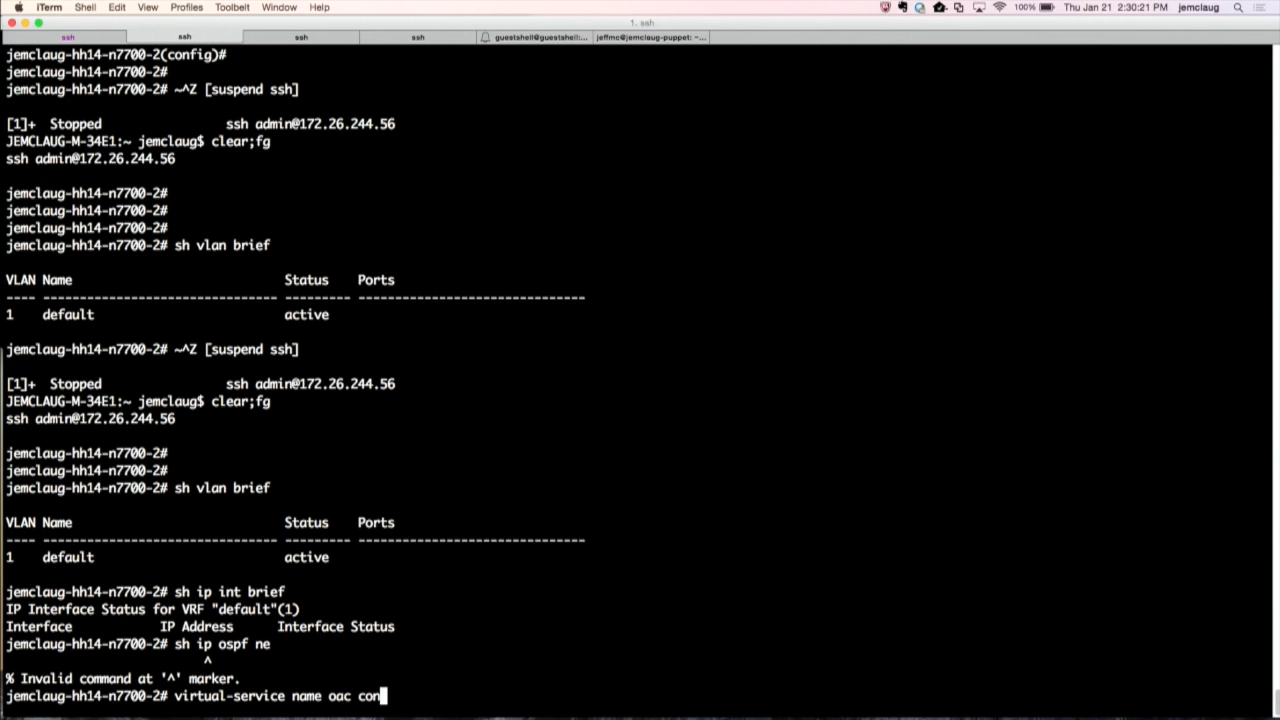 iTerm Shell Edit View Profiles Toolbelt Window Help 100% Thu Jan 21 2:30:21 PM jemclaug
1. ssh
ssh ssh ssh ssh guestshell@guestshell:... jeffmc@jemclaug-puppet: ~...
jemclaug-hh14-n7700-2(config)#
jemclaug-hh14-n7700-2#
jemclaug-hh14-n7700-2# ~^Z [suspend ssh]
[1]+ Stopped ssh admin@172.26.244.56
JEMCLAUG-M-34E1:~ jemclaug$ clear;fg
ssh admin@172.26.244.56
jemclaug-hh14-n7700-2#
jemclaug-hh14-n7700-2#
jemclaug-hh14-n7700-2#
jemclaug-hh14-n7700-2# sh vlan brief
VLAN Name Status Ports
---- -------------------------------- --------- -------------------------------
1 default active
jemclaug-hh14-n7700-2# ~^Z [suspend ssh]
[1]+ Stopped ssh admin@172.26.244.56
JEMCLAUG-M-34E1:~ jemclaug$ clear;fg
ssh admin@172.26.244.56
jemclaug-hh14-n7700-2#
jemclaug-hh14-n7700-2#
jemclaug-hh14-n7700-2# sh vlan brief
VLAN Name Status Ports
---- -------------------------------- --------- -------------------------------
1 default active
jemclaug-hh14-n7700-2# sh ip int brief
IP Interface Status for VRF "default"(1)
Interface IP Address Interface Status
jemclaug-hh14-n7700-2# sh ip ospf ne
^
% Invalid command at '^' marker.
jemclaug-hh14-n7700-2# virtual-service name oac con